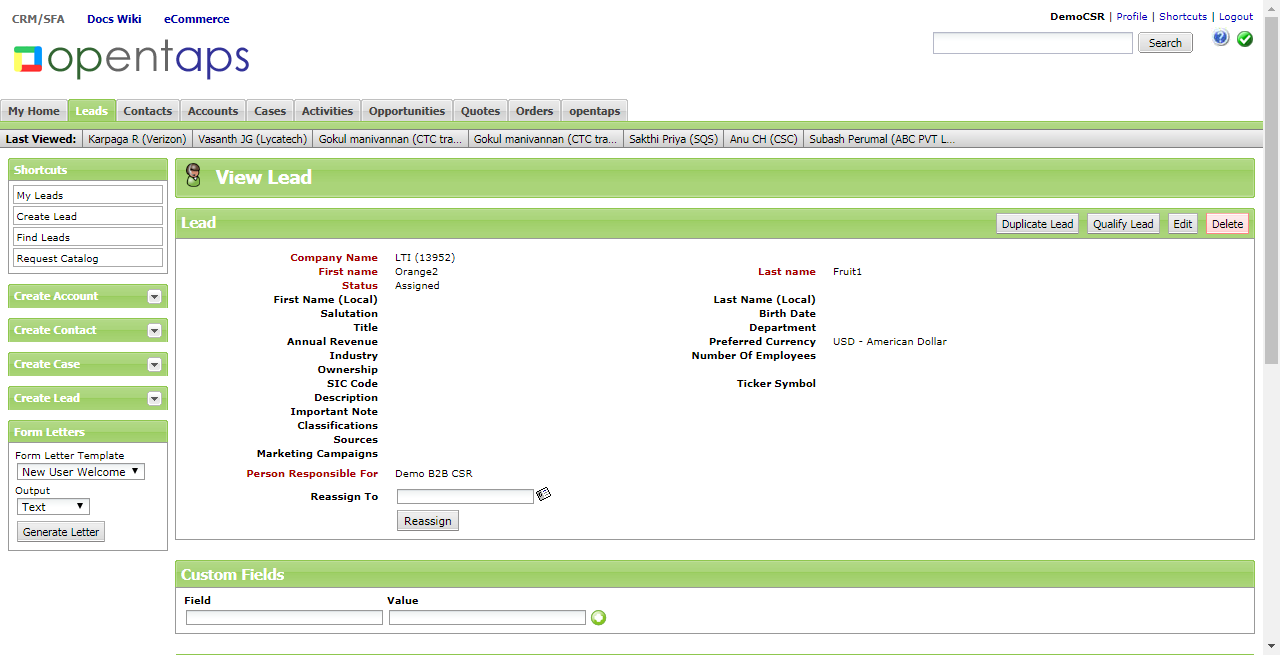 CRM/SFA Docs Wiki eCommerce
DemoCSR | Profile | Shortcuts | Logout
opentaps
Search
My Home Leads Contacts Accounts Cases Activities Opportunities Quotes Orders opentaps
Last Viewed: Karpaga R (Verizon) Vasanth JG (Lycatech) Gokul manivannan (CTC tra... Gokul manivannan (CTC tra... Sakthi Priya (SQS) Anu CH (CSC) Subash Perumal (ABC PVT L...
Shortcuts
My Leads
Create Lead
Find Leads
Request Catalog
Create Account
Create Contact
Create Case
Create Lead
Form Letters
Form Letter Template
New User Welcome
Output
Text
Generate Letter
View Lead
Lead Duplicate Lead Qualify Lead Edit Delete
Company Name LTI (13952)
First name Orange2 Last name Fruit1
Status Assigned
First Name (Local) Last Name (Local)
Salutation Birth Date
Title Department
Annual Revenue Preferred Currency USD - American Dollar
Industry Number Of Employees
Ownership
SIC Code Ticker Symbol
Description
Important Note
Classifications
Sources
Marketing Campaigns
Person Responsible For Demo B2B CSR
Reassign To
Reassign
Custom Fields
Field Value